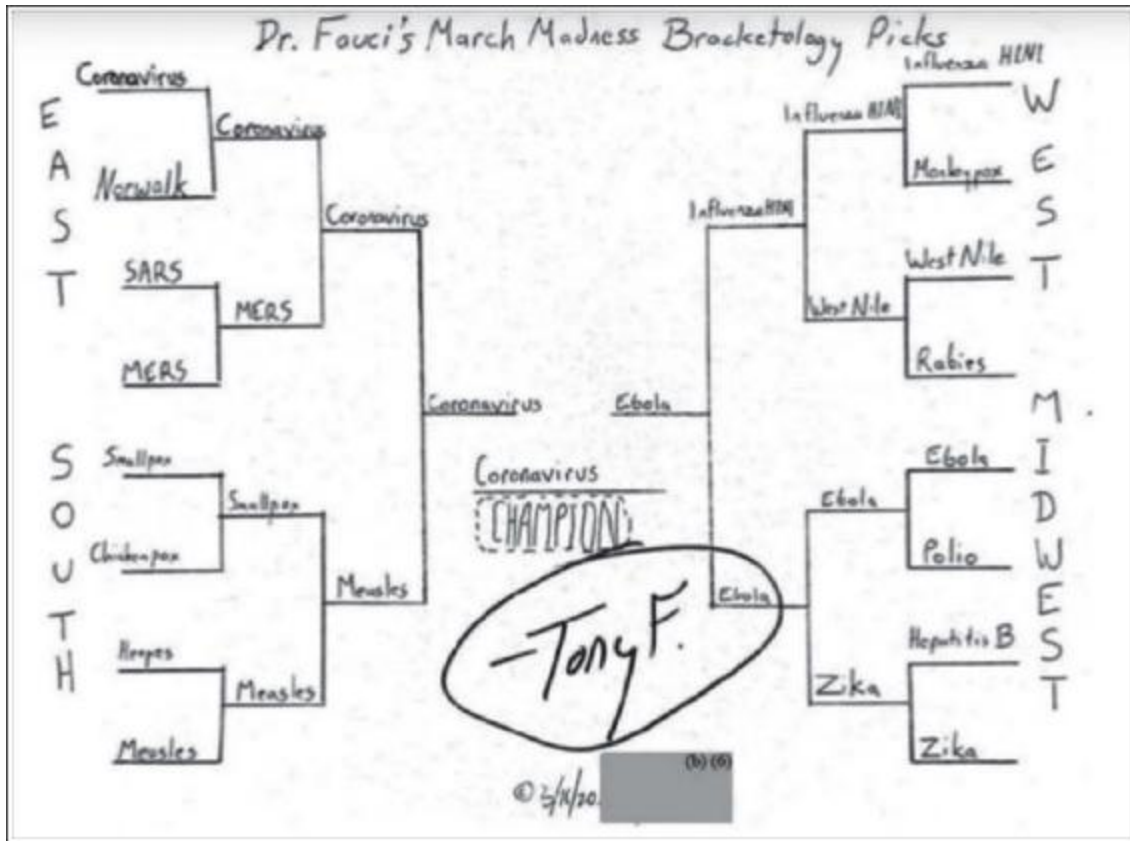 Dr. Fauci's March Madness Bracketology Picks
EAST
Coronavirus
Norwalk
SARS
MERS
Coronavirus
MERS
Coronavirus
SOUTH
Smallpox
Chickenpox
Herpes
Measles
Smallpox
Measles
Measles
Coronavirus
Ebola
Coronavirus
CHAMPION
-Tony F.
WEST
Influenza H1N1
Monkeypox
West Nile
Rabies
Influenza H1N1
West Nile
Influenza H1N1
MIDWEST
Ebola
Polio
Hepatitis B
Zika
Ebola
Zika
Ebola
(b) (6)
©